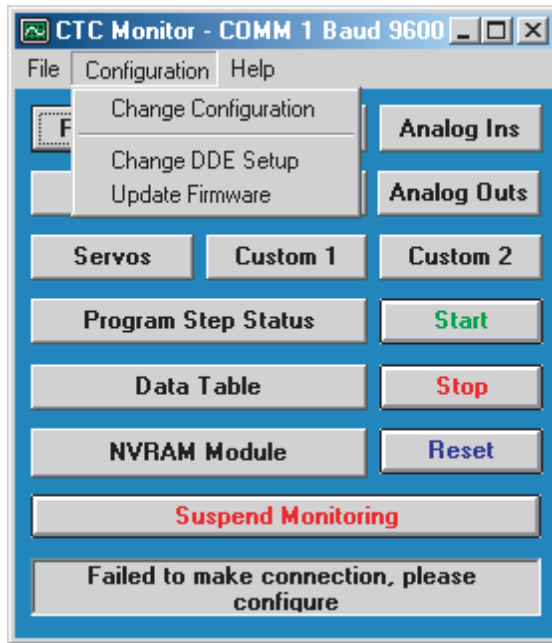 CTC Monitor - COMM 1 Baud 9600
File Configuration Help
Change Configuration
Change DDE Setup
Update Firmware
Analog Ins
Analog Outs
Servos Custom 1 Custom 2
Program Step Status Start
Data Table Stop
NVRAM Module Reset
Suspend Monitoring
Failed to make connection, please
configure